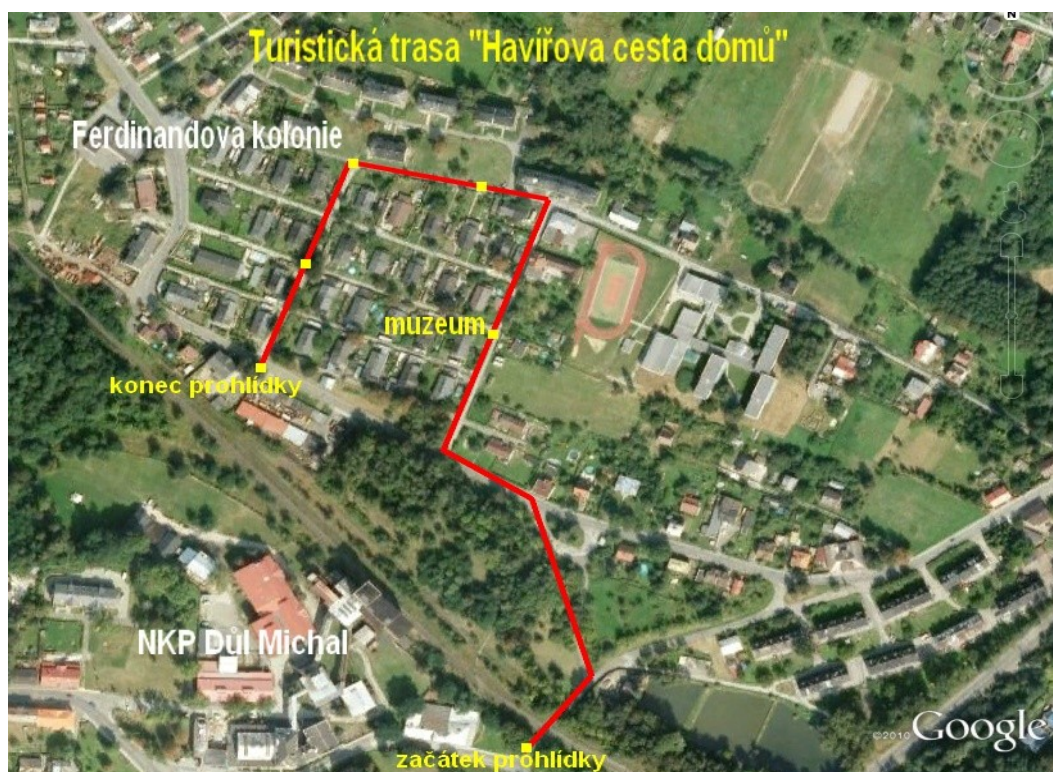 N
Turistická trasa "Havířova cesta domů"
Ferdinandova kolonie
muzeum
konec prohlídky
NKP Důl Michal
začátek prohlídky
©2010 Google